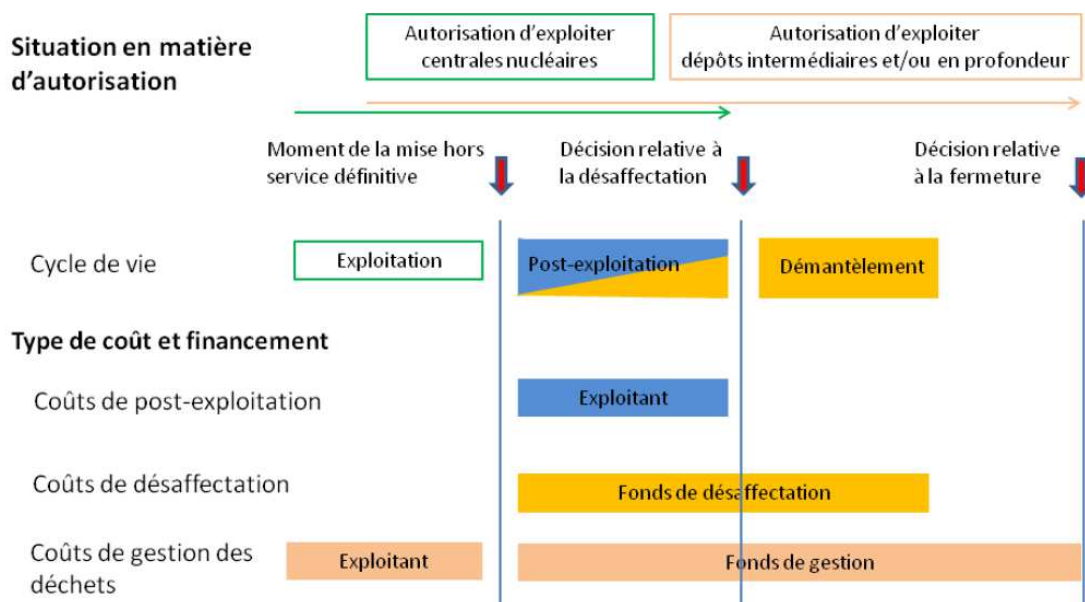 Situation en matière
d'autorisation
Autorisation d'exploiter
centrales nucléaires
Autorisation d'exploiter
dépôts intermédiaires et/ou en profondeur
Moment de la mise hors
service définitive
Décision relative à
la désaffectation
Décision relative
à la fermeture
Cycle de vie
Exploitation
Post-exploitation
Démantèlement
Type de coût et financement
Coûts de post-exploitation
Exploitant
Coûts de désaffectation
Fonds de désaffectation
Coûts de gestion des
déchets
Exploitant
Fonds de gestion